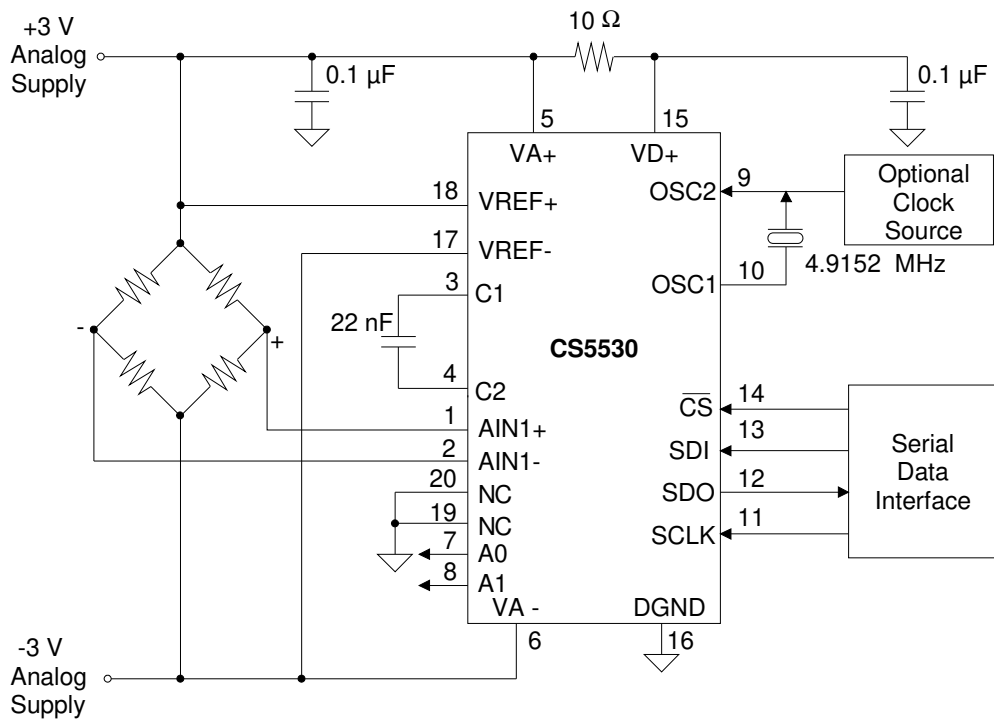 +3 V
Analog
Supply
10 Ω
0.1 µF
0.1 µF
5
15
VA+
VD+
18
VREF+
17
VREF-
3
C1
22 nF
4
C2
1
AIN1+
2
AIN1-
20
NC
19
NC
7
A0
8
A1
VA -
6
DGND
16
CS5530
OSC2
9
OSC1
10
4.9152 MHz
Optional
Clock
Source
CS
14
SDI
13
SDO
12
SCLK
11
Serial
Data
Interface
-
+
-3 V
Analog
Supply